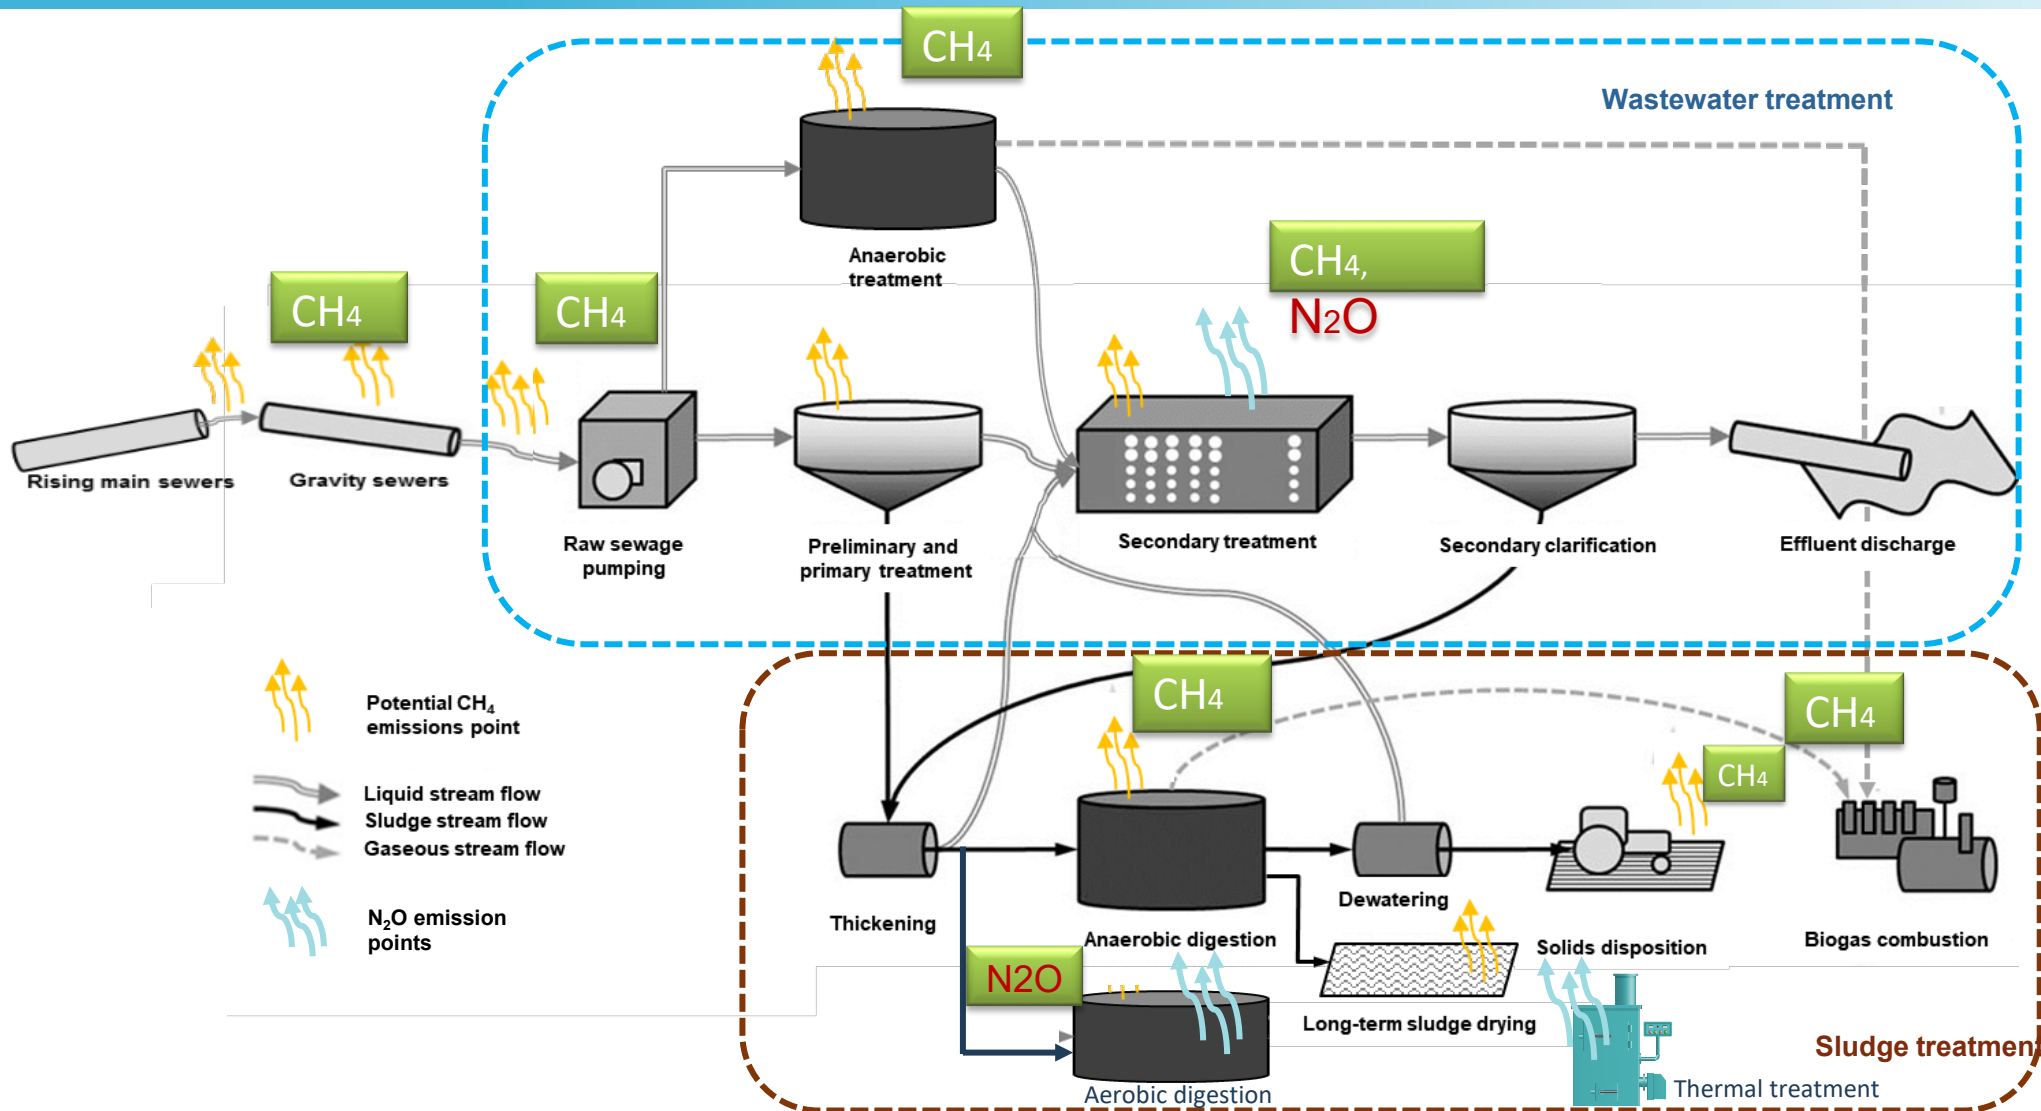 CH4
Wastewater treatment
Anaerobic
treatment
CH4
CH4
CH4,
N2O
Rising main sewers
Gravity sewers
Raw sewage
pumping
Preliminary and
primary treatment
Secondary treatment
Secondary clarification
Effluent discharge
CH4
CH4
CH4
Potential CH4
emissions point
Liquid stream flow
Sludge stream flow
Gaseous stream flow
N2O emission
points
Thickening
Anaerobic digestion
Dewatering
Solids disposition
Biogas combustion
N2O
Long-term sludge drying
Sludge treatment
Aerobic digestion
Thermal treatment